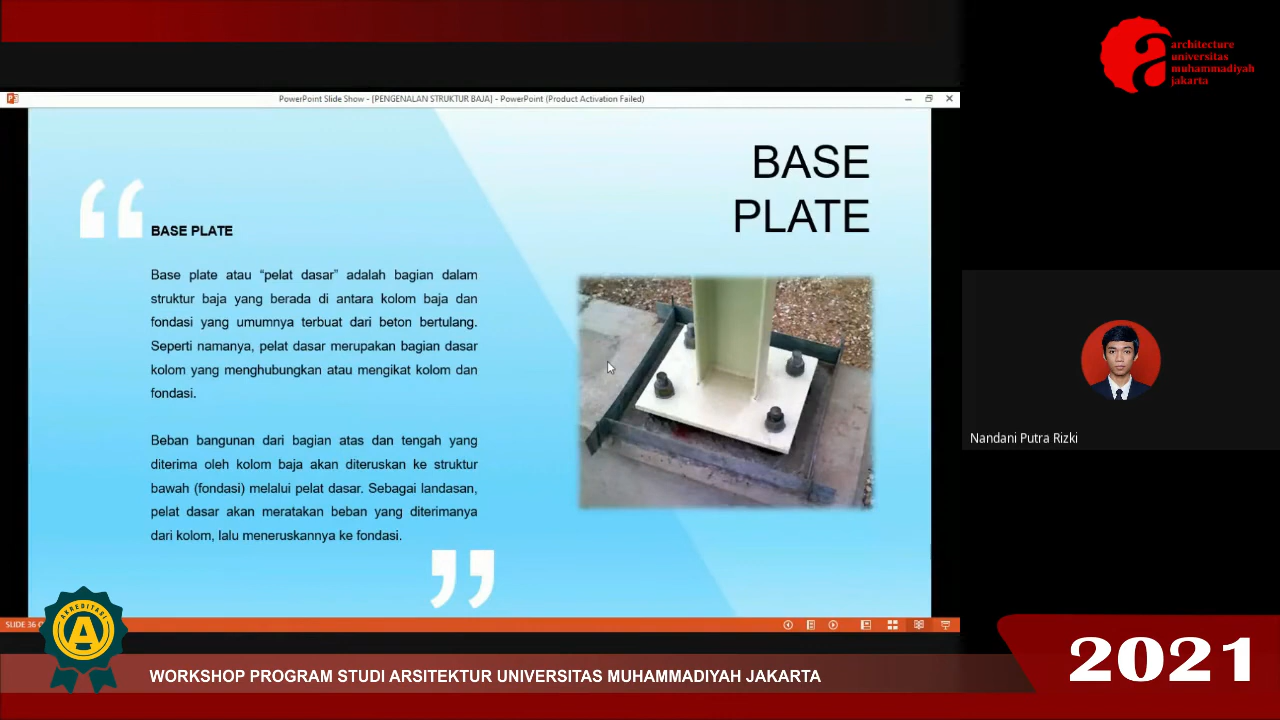 architecture
universitas
muhammadiyah
jakarta
PowerPoint Slide Show - [PENGENALAN STRUKTUR BAJA] - PowerPoint (Product Activation Failed)
BASE
PLATE
“
BASE PLATE
Base plate atau “pelat dasar” adalah bagian dalam
struktur baja yang berada di antara kolom baja dan
fondasi yang umumnya terbuat dari beton bertulang.
Seperti namanya, pelat dasar merupakan bagian dasar
kolom yang menghubungkan atau mengikat kolom dan
fondasi.
Beban bangunan dari bagian atas dan tengah yang
diterima oleh kolom baja akan diteruskan ke struktur
bawah (fondasi) melalui pelat dasar. Sebagai landasan,
pelat dasar akan meratakan beban yang diterimanya
dari kolom, lalu meneruskannya ke fondasi.
”
Nandani Putra Rizki
SLIDE 36
AKREDITASI
A
WORKSHOP PROGRAM STUDI ARSITEKTUR UNIVERSITAS MUHAMMADIYAH JAKARTA
2021